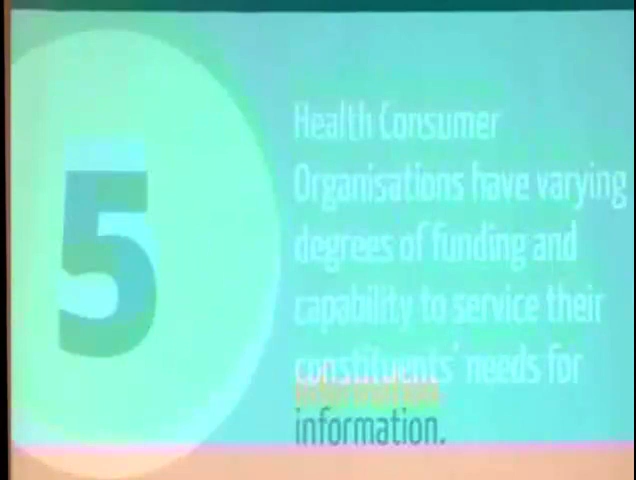 5
Health Consumer
Organisations have varying
degrees of funding and
capability to service their
constituents' needs for
information.